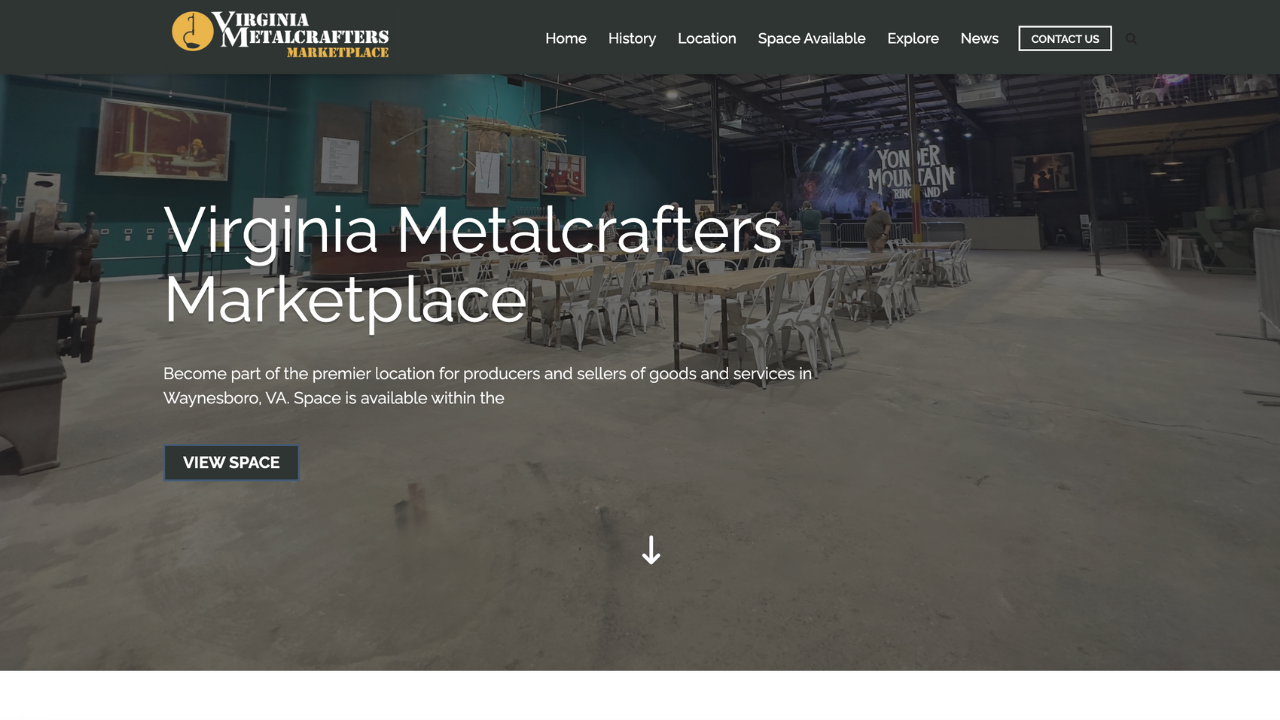 VIRGINIA
METALCRAFTERS
MARKETPLACE
Home History Location Space Available Explore News CONTACT US
YONDER
MOUNTAIN
Virginia Metalcrafters
Marketplace
Become part of the premier location for producers and sellers of goods and services in
Waynesboro, VA. Space is available within the
VIEW SPACE